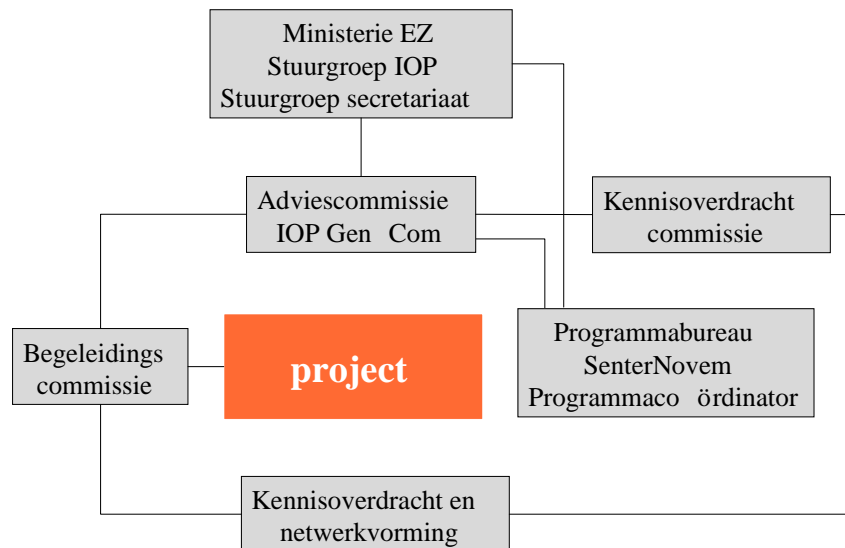 Ministerie EZ
Stuurgroep IOP
Stuurgroep secretariaat
Adviescommissie
IOP Gen Com
Kennisoverdracht
commissie
Begeleidings
commissie
project
Programmabureau
SenterNovem
Programmaco ördinator
Kennisoverdracht en
netwerkvorming